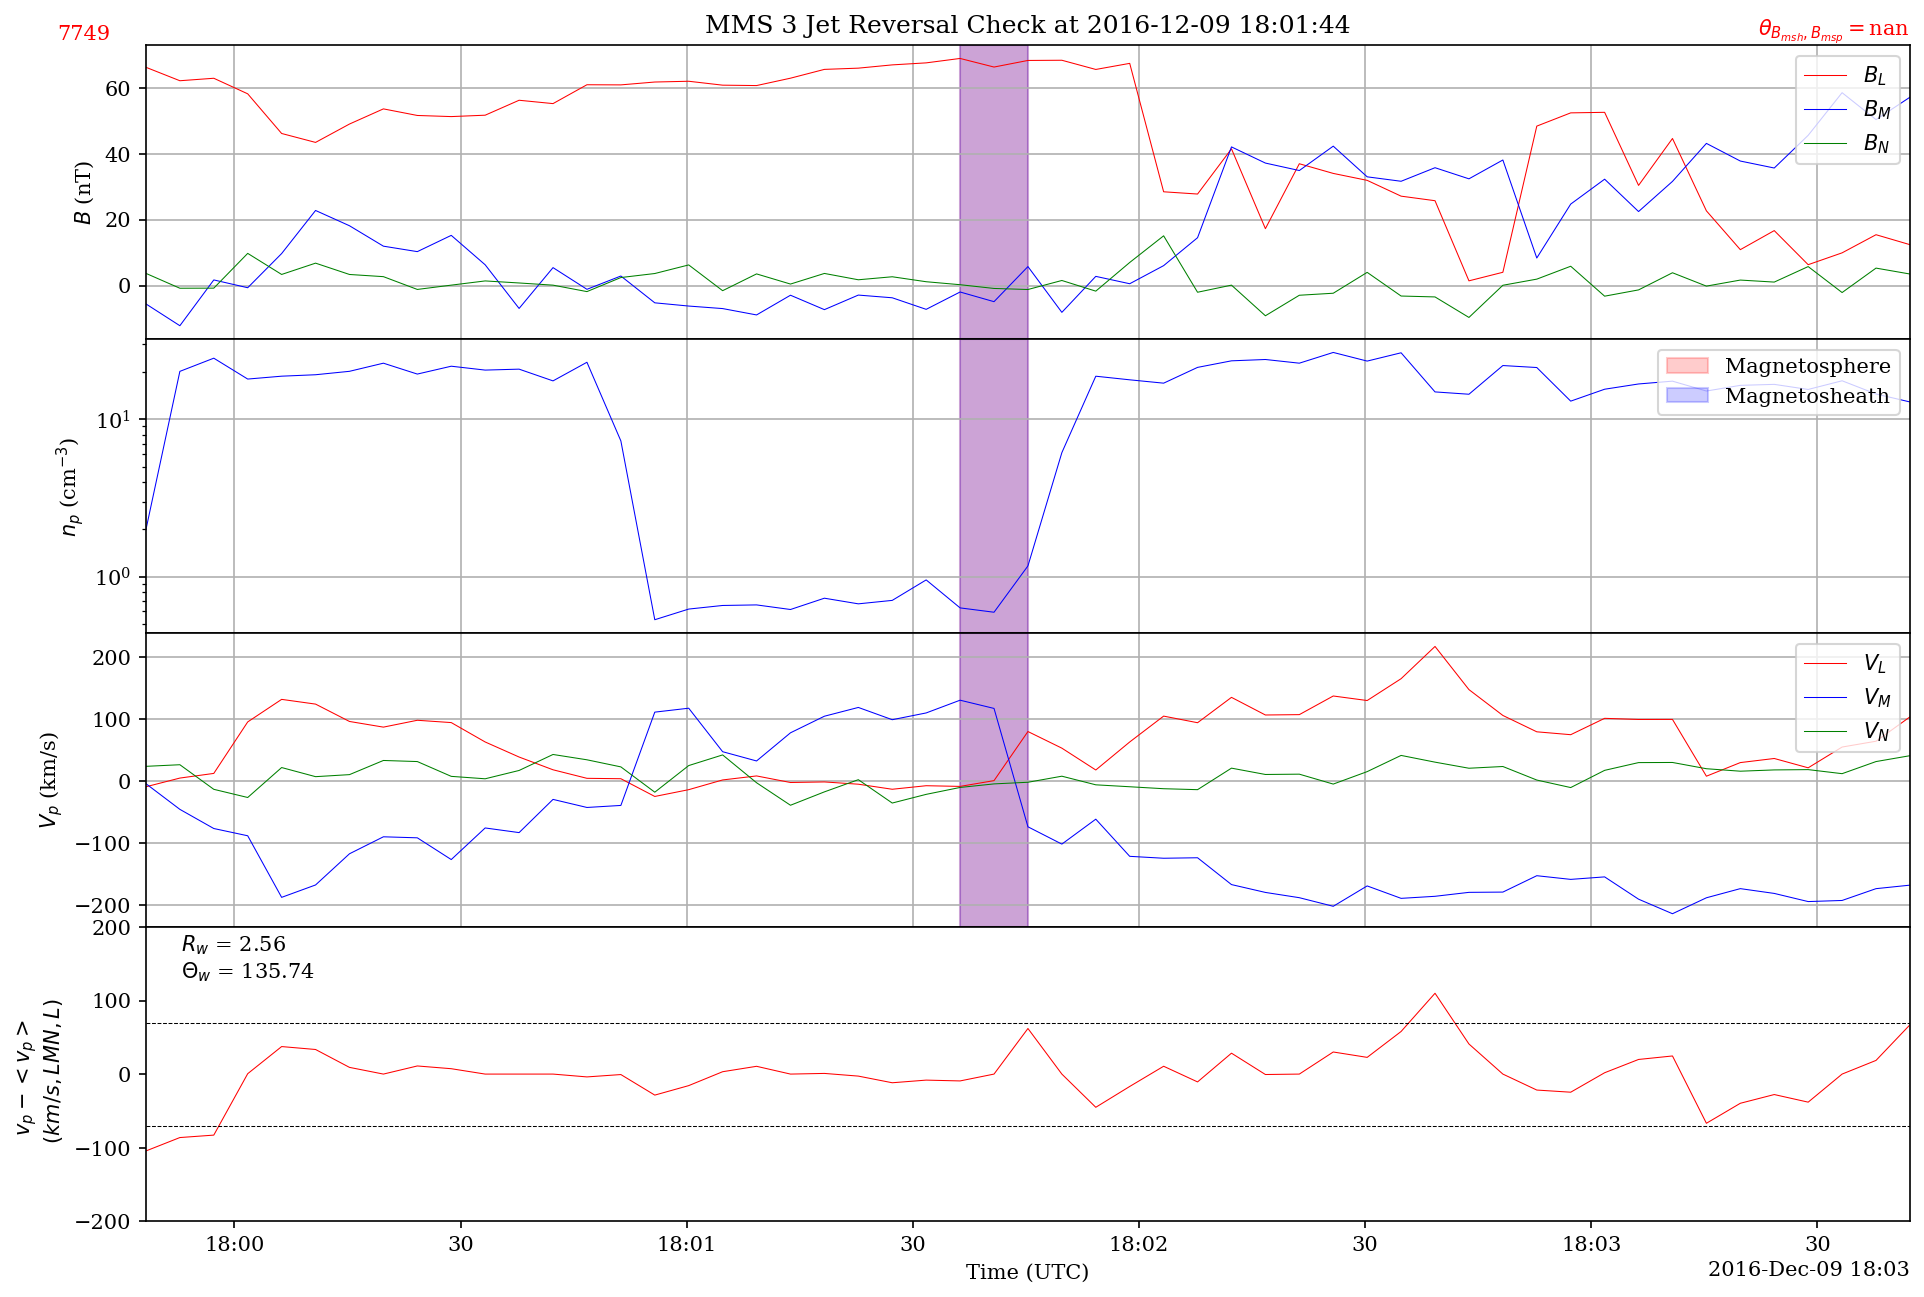 MMS 3 Jet Reversal Check at 2016-12-09 18:01:44
7749
θ_{B_{msh}, B_{msp}} = nan
60
40
20
0
B (nT)
B_L
B_M
B_N
10^1
10^0
n_p (cm^{−3})
Magnetosphere
Magnetosheath
200
100
0
−100
−200
V_p (km/s)
V_L
V_M
V_N
200
100
0
−100
−200
v_p − <v_p>
(km/s, LMN, L)
R_w = 2.56
Θ_w = 135.74
18:00 30 18:01 30 18:02 30 18:03 30
Time (UTC)
2016-Dec-09 18:03